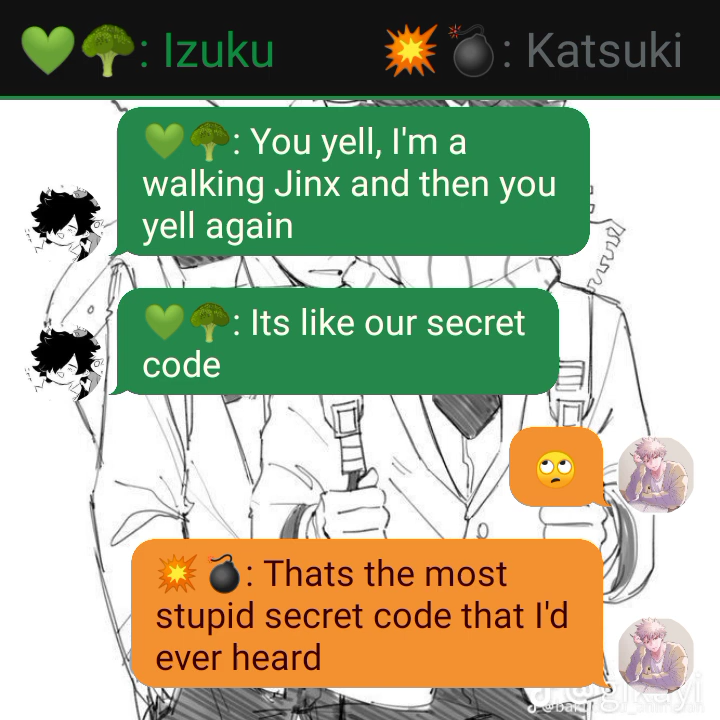 💚🥦: Izuku
💥💣: Katsuki
💚🥦: You yell, I'm a
walking Jinx and then you
yell again
💚🥦: Its like our secret
code
🙄
💥💣: Thats the most
stupid secret code that I'd
ever heard